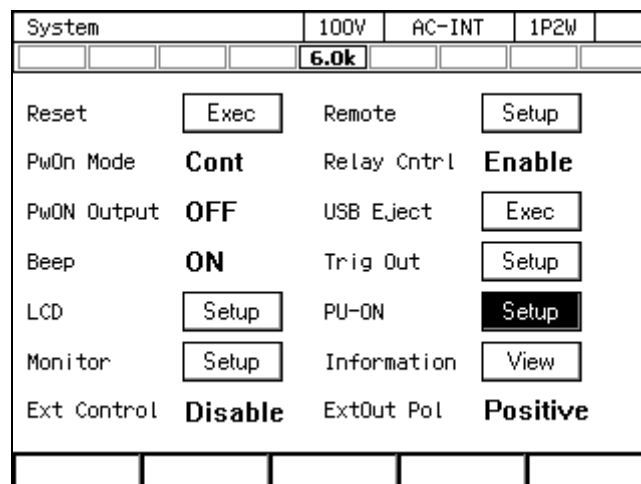 System 100V AC-INT 1P2W
6.0k
Reset Exec Remote Setup
PwOn Mode Cont Relay Cntrl Enable
PwON Output OFF USB Eject Exec
Beep ON Trig Out Setup
LCD Setup PU-ON Setup
Monitor Setup Information View
Ext Control Disable ExtOut Pol Positive